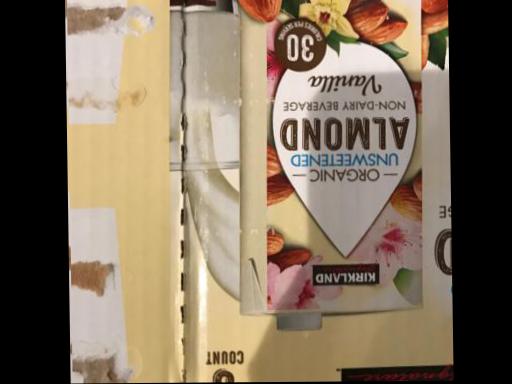 COUNT
KIRKLAND
ORGANIC
UNSWEETENED
ALMOND
NON-DAIRY BEVERAGE
Vanilla
30
CALORIES PER SERVING